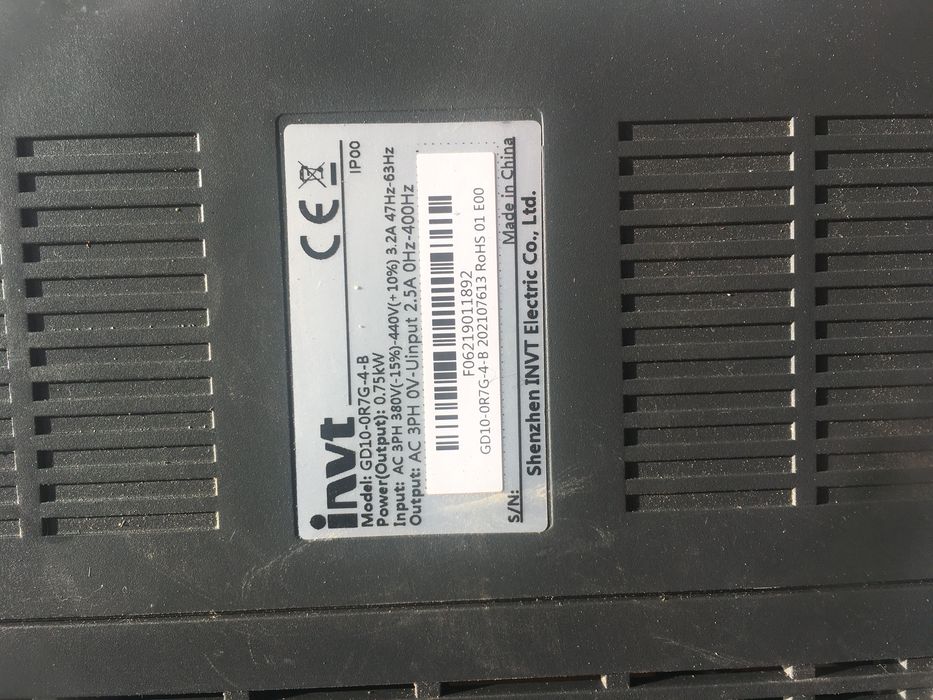 invt
CE
IP00
Model: GD10-0R7G-4-B
Power(Output): 0.75kW
Input: AC 3PH 380V(-15%)-440V(+10%) 3.2A 47Hz-63Hz
Output: AC 3PH 0V-Uinput 2.5A 0Hz-400Hz
F06219011892
GD10-0R7G-4-B 202107613 RoHS 01 E00
S/N:
Made in China
Shenzhen INVT Electric Co., Ltd.